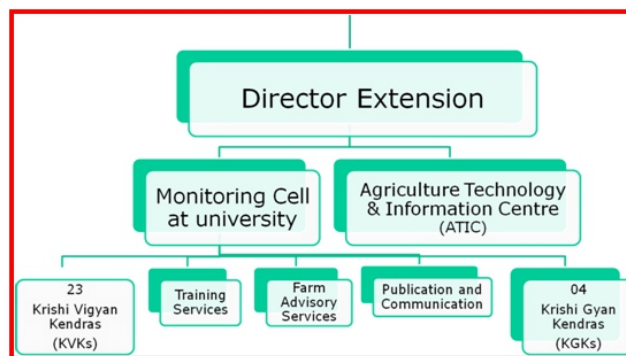 Director Extension
Monitoring Cell
at university
Agriculture Technology
& Information Centre
(ATIC)
23
Krishi Vigyan
Kendras
(KVKs)
Training
Services
Farm
Advisory
Services
Publication and
Communication
04
Krishi Gyan
Kendras
(KGKs)